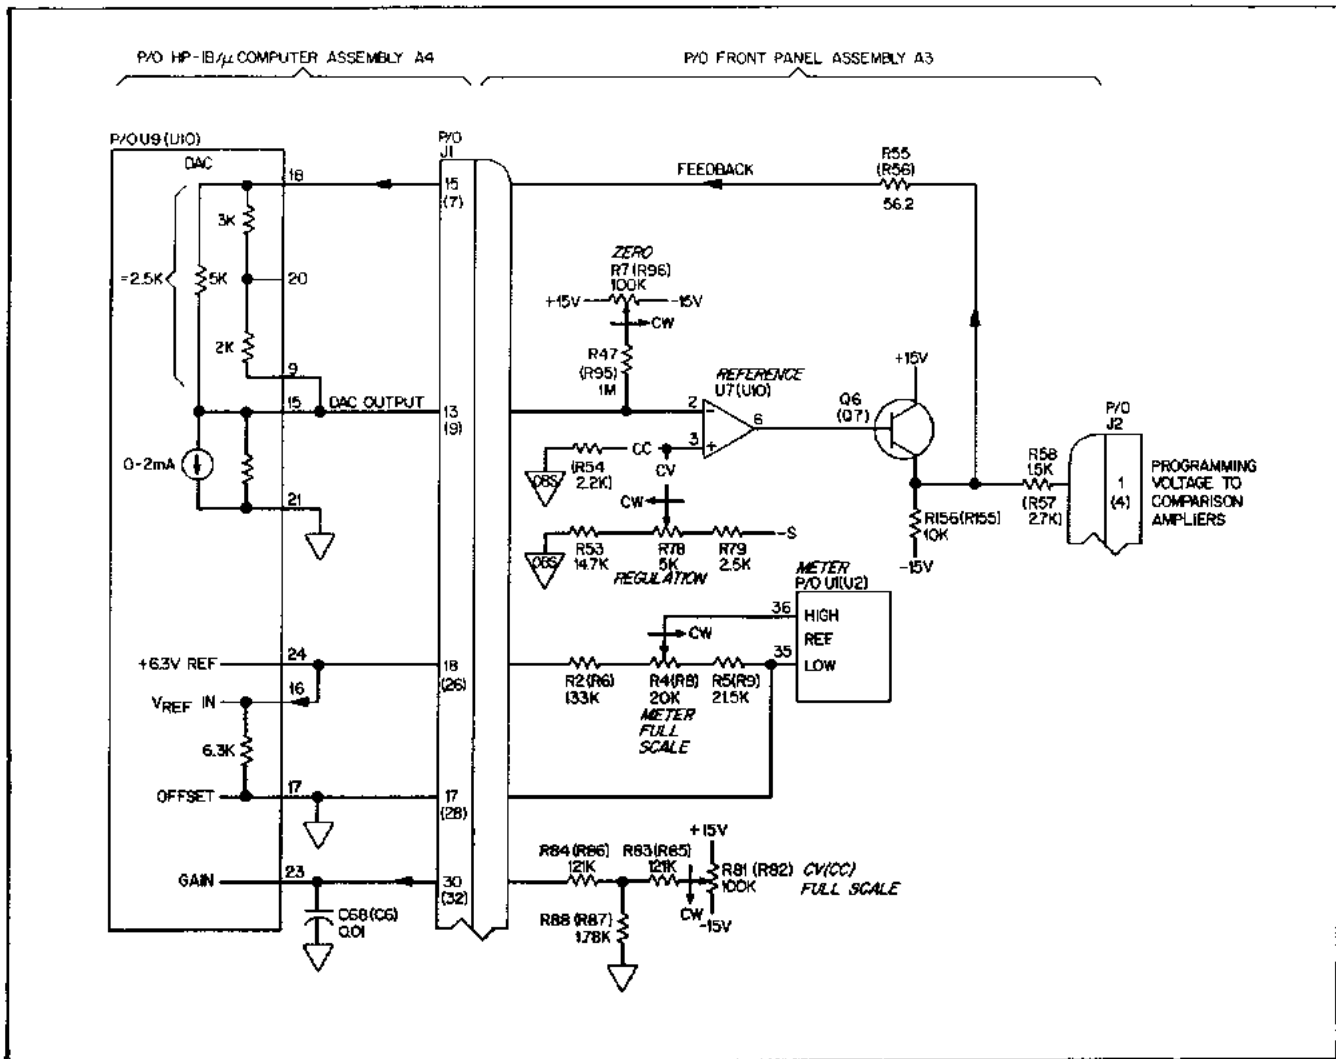 P/O HP-IB/μ COMPUTER ASSEMBLY A4
P/O FRONT PANEL ASSEMBLY A3
P/O U9 (U10)
DAC
18
P/O
J1
15
(7)
FEEDBACK
R55
(R56)
56.2
3K
=2.5K
5K
20
2K
9
15
DAC OUTPUT
13
(9)
0-2mA
21
ZERO
R7 (R96)
100K
+15V
-15V
CW
R47
(R95)
1M
REFERENCE
U7 (U10)
2
-
3
+
6
CC
CV
(R54
2.2K)
OBS
CW
OBS
R53
14.7K
R78
5K
R79
2.5K
-S
REGULATION
+15V
Q6
(Q7)
R156 (R155)
10K
-15V
R58
1.5K
(R57
2.7K)
P/O
J2
1
(4)
PROGRAMMING
VOLTAGE TO
COMPARISON
AMPLIERS
METER
P/O U1(U2)
36
HIGH
REF
35
LOW
+6.3V REF
24
18
(26)
CW
R2 (R6)
133K
R4(R8)
20K
R5(R9)
21.5K
METER
FULL
SCALE
VREF IN
16
6.3K
OFFSET
17
17
(28)
GAIN
23
30
(32)
C68 (C6)
0.01
R84 (R86)
121K
R83 (R85)
121K
R88 (R87)
1.78K
+15V
R81 (R82)
100K
CW
-15V
CV(CC)
FULL SCALE